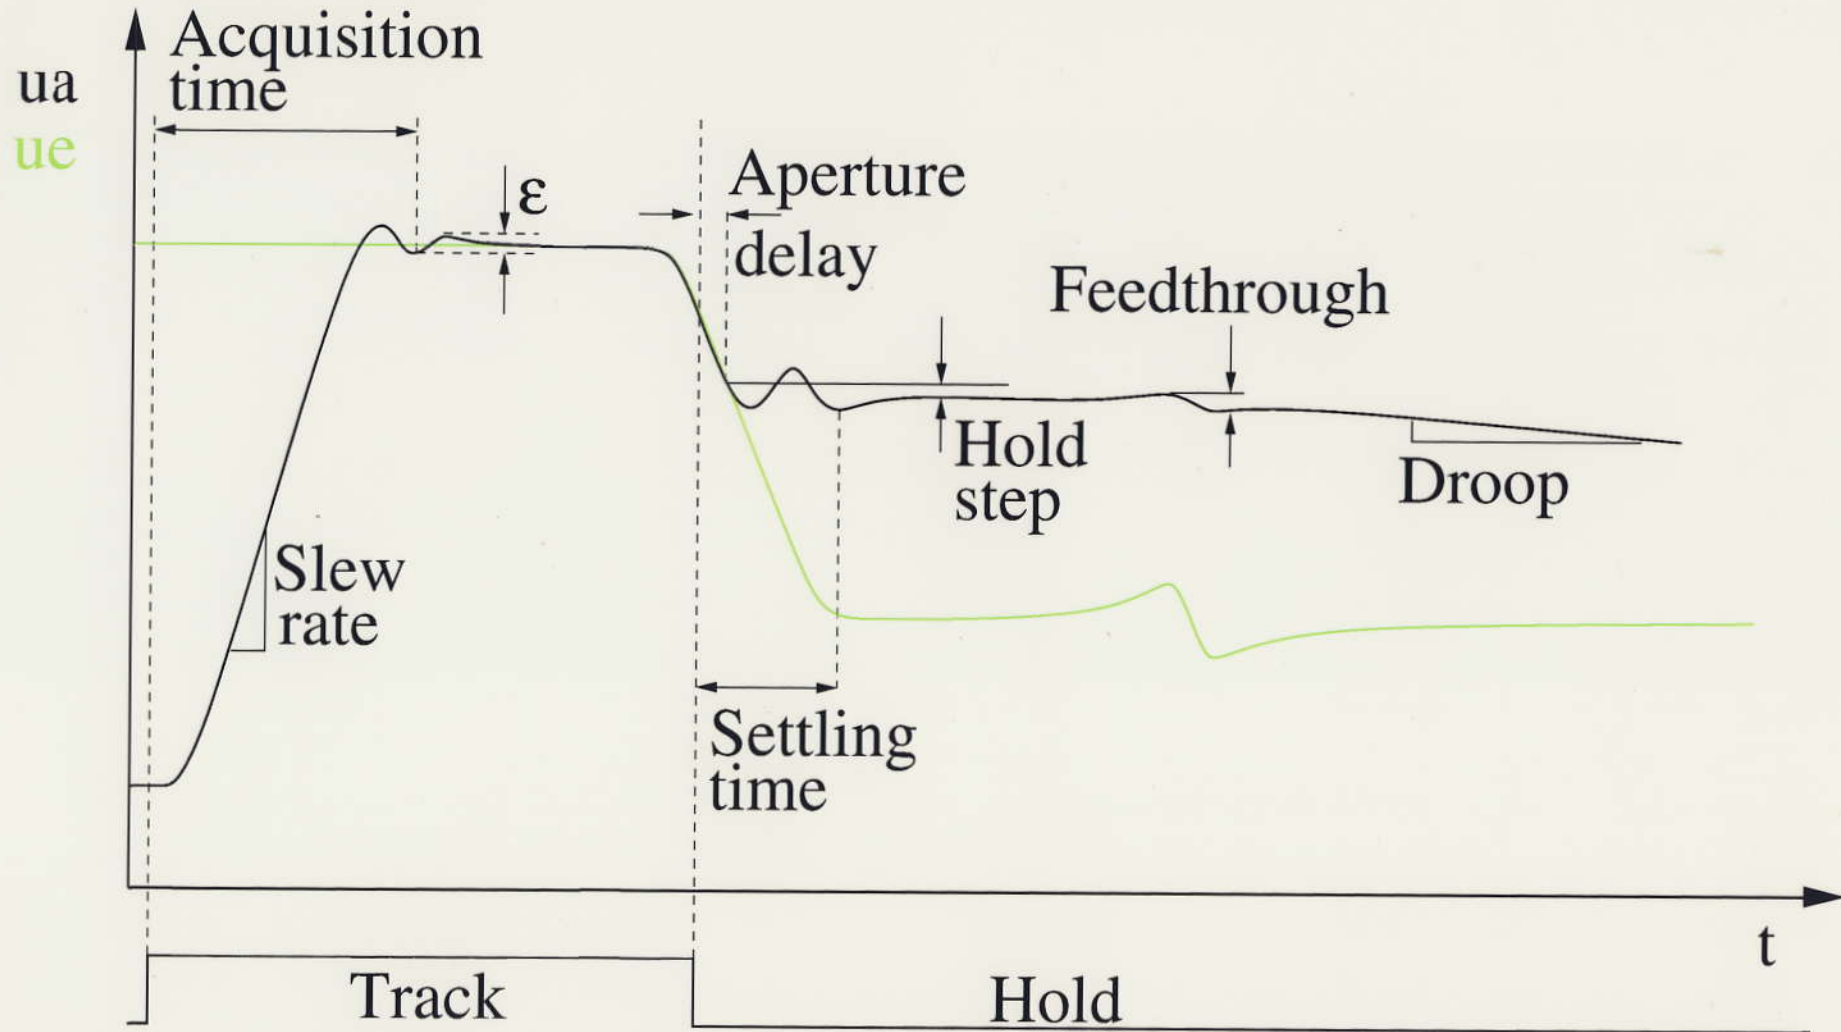 ua
ue
Acquisition
time
ε
Aperture
delay
Feedthrough
Hold
step
Droop
Slew
rate
Settling
time
t
Track
Hold